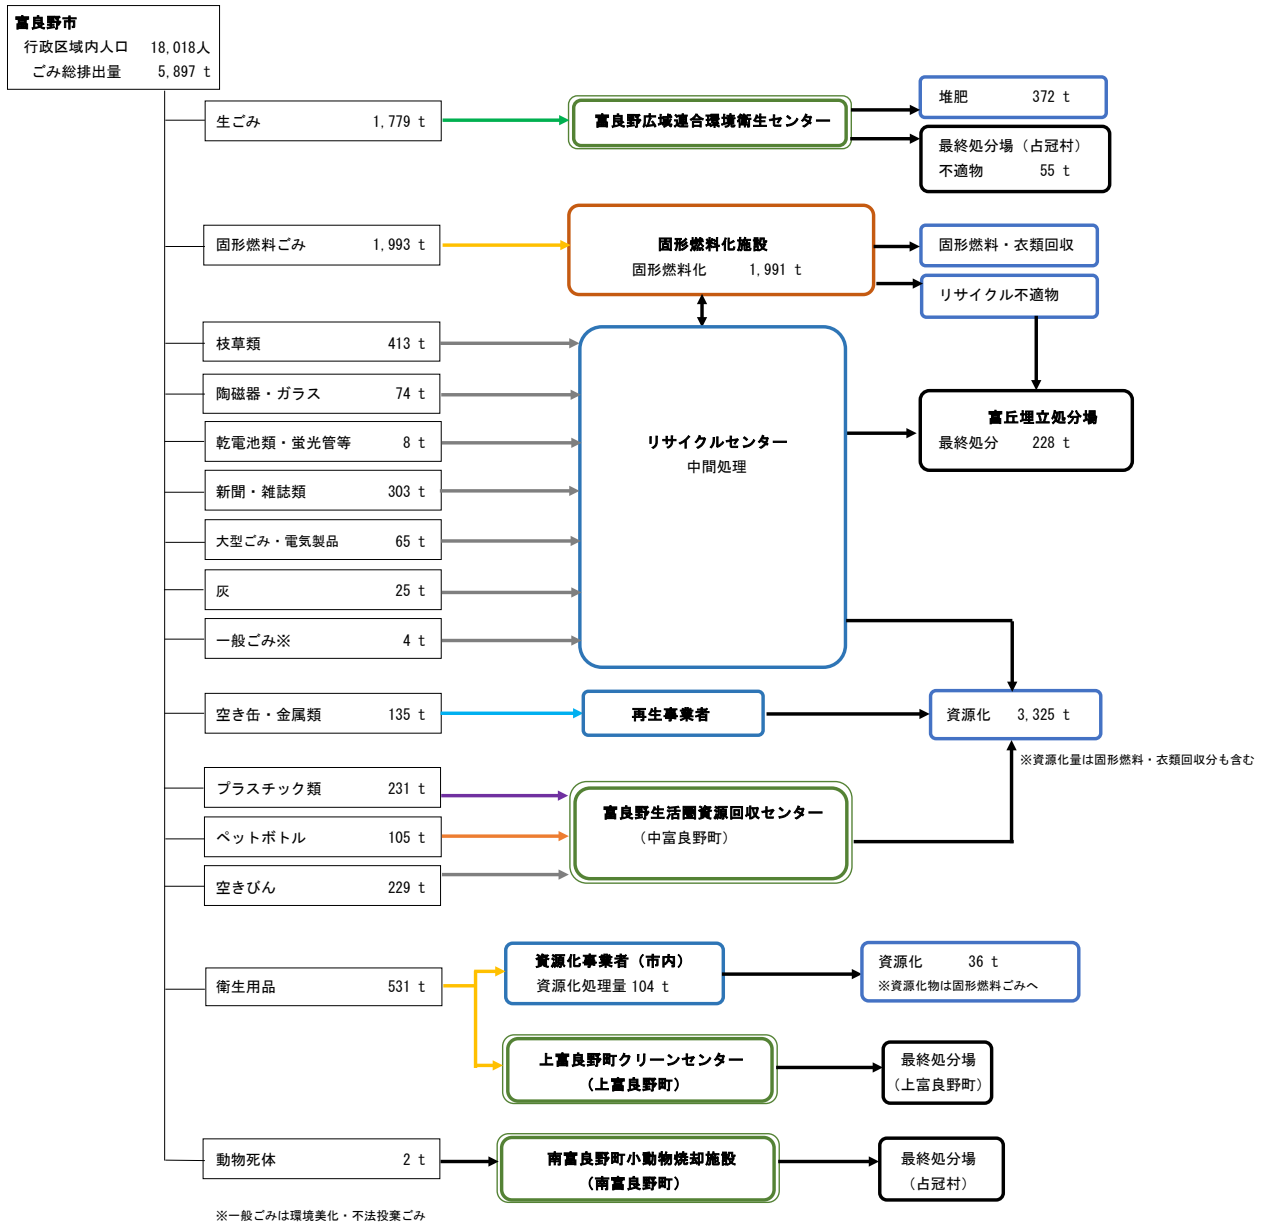 富良野市
行政区域内人口 18,018人
ごみ総排出量 5,897 t
生ごみ 1,779 t
富良野広域連合環境衛生センター
堆肥 372 t
最終処分場（占冠村）
不適物 55 t
固形燃料ごみ 1,993 t
固形燃料化施設
固形燃料化 1,991 t
固形燃料・衣類回収
リサイクル不適物
枝草類 413 t
陶磁器・ガラス 74 t
乾電池類・蛍光管等 8 t
新聞・雑誌類 303 t
大型ごみ・電気製品 65 t
灰 25 t
一般ごみ※ 4 t
リサイクルセンター
中間処理
富丘埋立処分場
最終処分 228 t
空き缶・金属類 135 t
再生事業者
資源化 3,325 t
※資源化量は固形燃料・衣類回収分も含む
プラスチック類 231 t
ペットボトル 105 t
空きびん 229 t
富良野生活圏資源回収センター
（中富良野町）
衛生用品 531 t
資源化事業者（市内）
資源化処理量 104 t
資源化 36 t
※資源化物は固形燃料ごみへ
上富良野町クリーンセンター
（上富良野町）
最終処分場
（上富良野町）
動物死体 2 t
南富良野町小動物焼却施設
（南富良野町）
最終処分場
（占冠村）
※一般ごみは環境美化・不法投棄ごみ